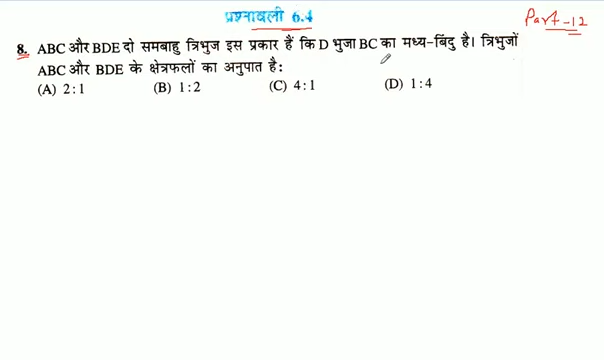 प्रश्नावली 6.4
Part-12
8. ABC और BDE दो समबाहु त्रिभुज इस प्रकार हैं कि D भुजा BC का मध्य-बिंदु है। त्रिभुजों
ABC और BDE के क्षेत्रफलों का अनुपात है:
(A) 2:1 (B) 1:2 (C) 4:1 (D) 1:4